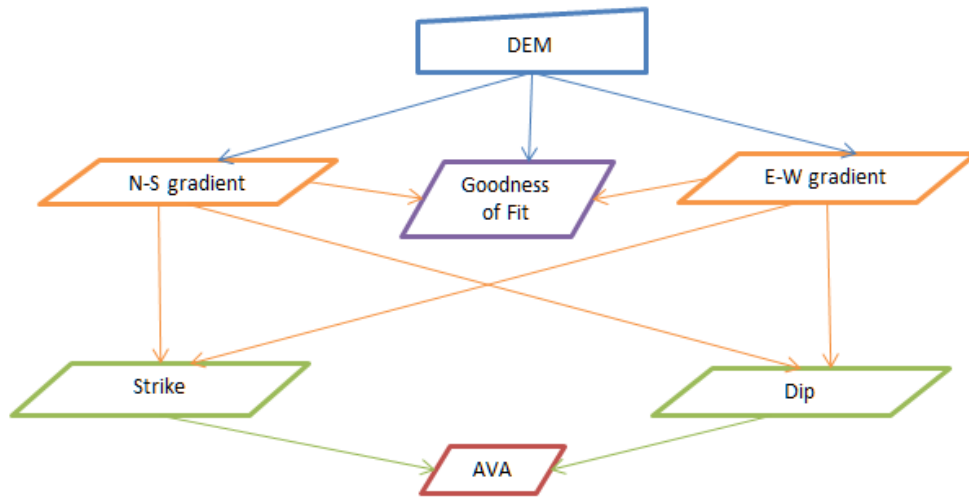 DEM
N-S gradient
Goodness
of Fit
E-W gradient
Strike
Dip
AVA